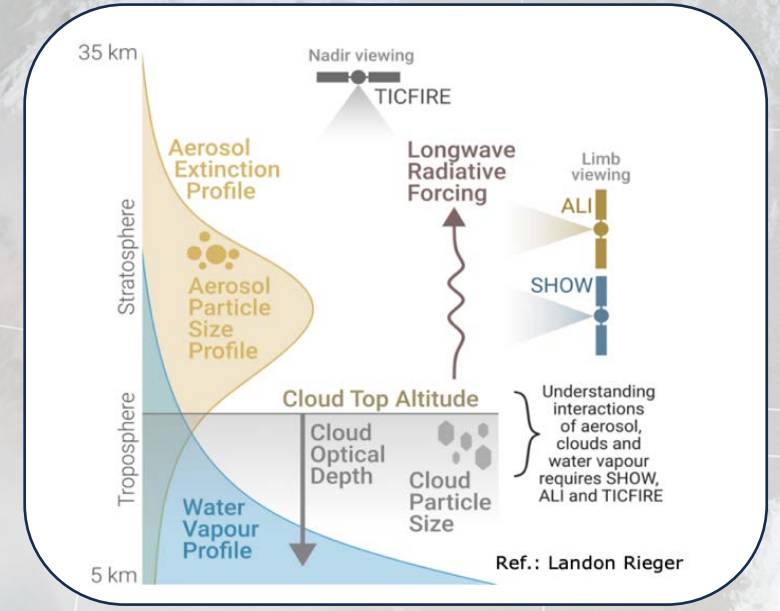 35 km
Nadir viewing
TICFIRE
Aerosol
Extinction
Profile
Longwave
Radiative
Forcing
Limb
viewing
ALI
SHOW
Stratosphere
Aerosol
Particle
Size
Profile
Cloud Top Altitude
Troposphere
Cloud
Optical
Depth
Cloud
Particle
Size
Understanding
interactions
of aerosol,
clouds and
water vapour
requires SHOW,
ALI and TICFIRE
Water
Vapour
Profile
Ref.: Landon Rieger
5 km